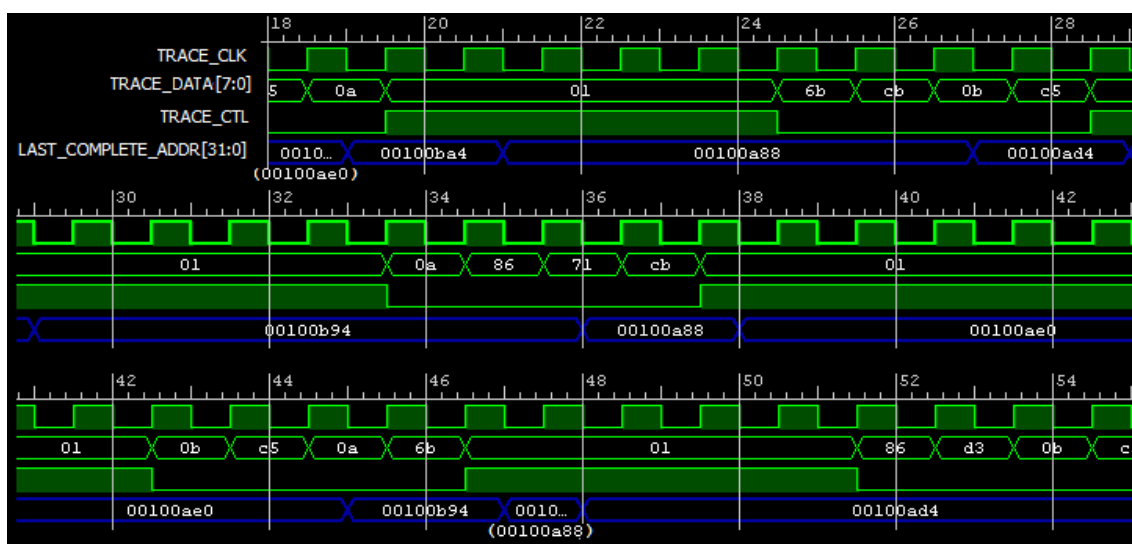 18 20 22 24 26 28
TRACE_CLK
TRACE_DATA[7:0] 5 0a 01 6b cb 0b c5
TRACE_CTL
LAST_COMPLETE_ADDR[31:0] 0010… 00100ba4 00100a88 00100ad4
(00100ae0)
30 32 34 36 38 40 42
01 0a 86 71 cb 01
00100b94 00100a88 00100ae0
42 44 46 48 50 52 54
01 0b c5 0a 6b 01 86 d3 0b c
00100ae0 00100b94 0010… 00100ad4
(00100a88)